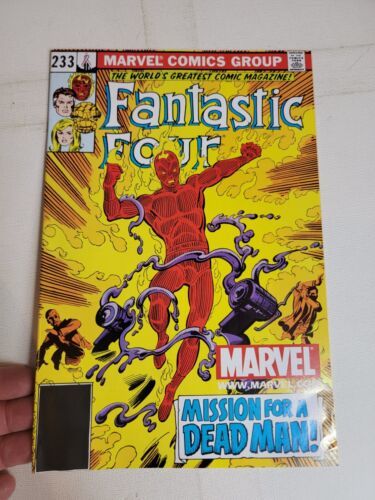 233
MARVEL COMICS GROUP
THE WORLD'S GREATEST COMIC MAGAZINE!
Fantastic
Four
MARVEL
WWW.MARVEL.COM
MISSION FOR A
DEAD MAN!